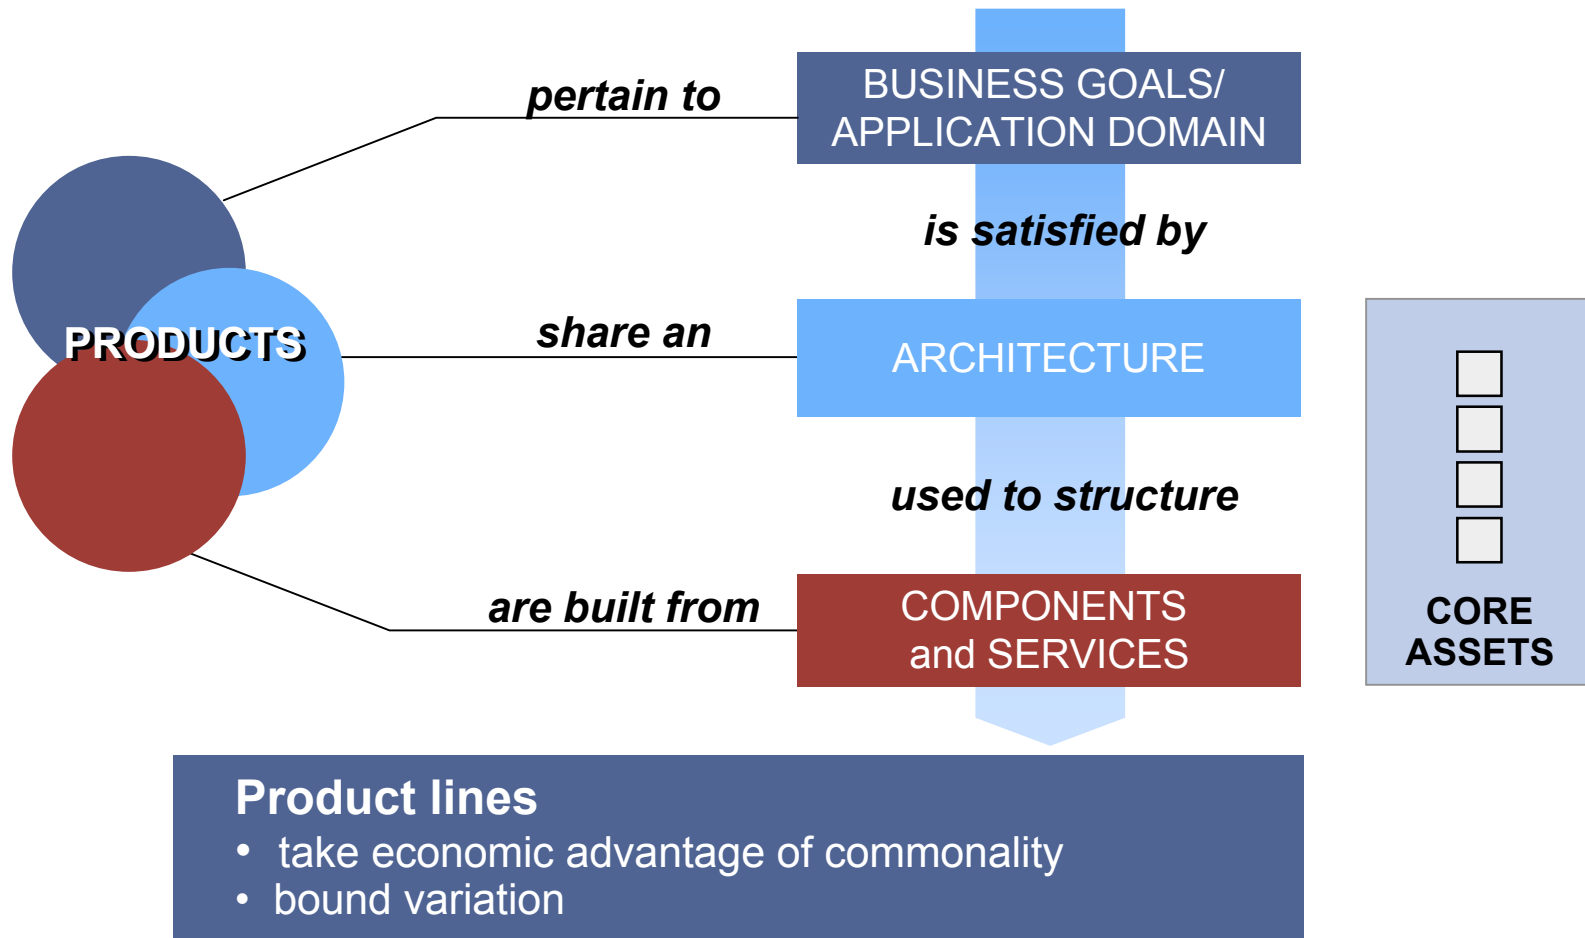 pertain to
BUSINESS GOALS/
APPLICATION DOMAIN
is satisfied by
PRODUCTS
share an
ARCHITECTURE
used to structure
are built from
COMPONENTS
and SERVICES
CORE
ASSETS
Product lines
• take economic advantage of commonality
• bound variation